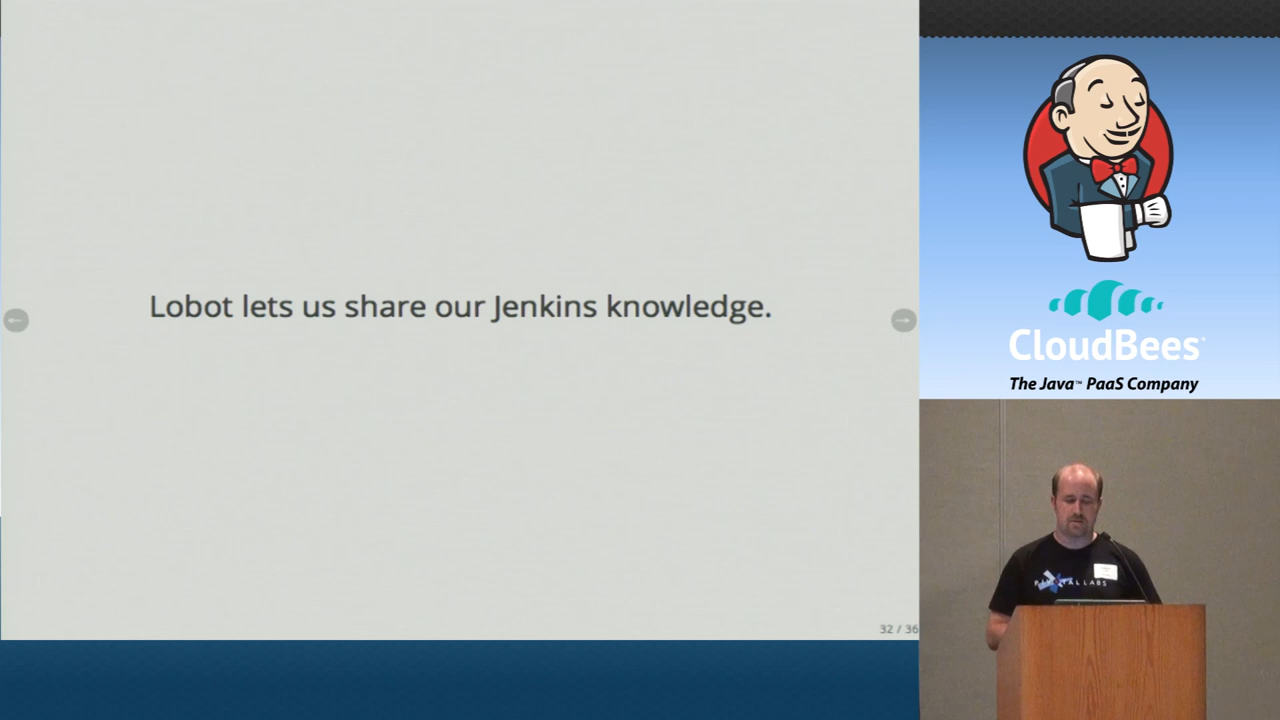 Lobot lets us share our Jenkins knowledge.
32 / 36
CloudBees
The Java™ PaaS Company